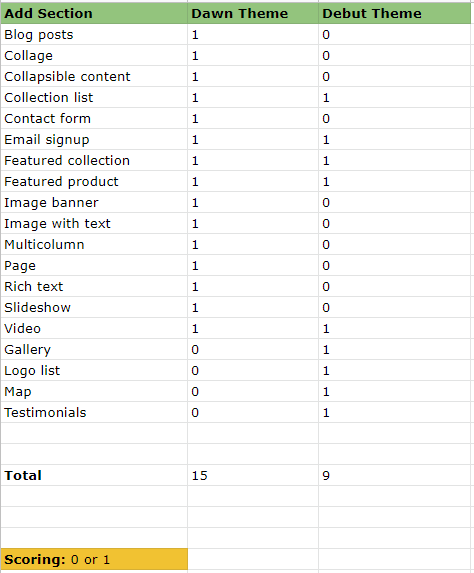 Add Section Dawn Theme Debut Theme
Blog posts 1 0
Collage 1 0
Collapsible content 1 0
Collection list 1 1
Contact form 1 0
Email signup 1 1
Featured collection 1 1
Featured product 1 1
Image banner 1 0
Image with text 1 0
Multicolumn 1 0
Page 1 0
Rich text 1 0
Slideshow 1 0
Video 1 1
Gallery 0 1
Logo list 0 1
Map 0 1
Testimonials 0 1
Total 15 9
Scoring: 0 or 1